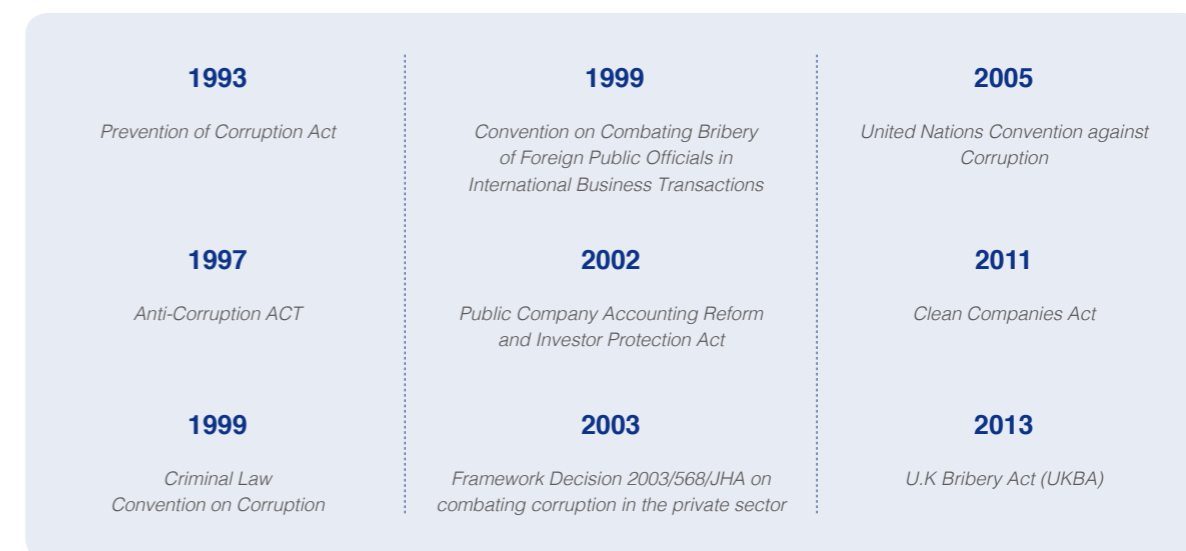 1993
Prevention of Corruption Act
1997
Anti-Corruption ACT
1999
Criminal Law
Convention on Corruption
1999
Convention on Combating Bribery
of Foreign Public Officials in
International Business Transactions
2002
Public Company Accounting Reform
and Investor Protection Act
2003
Framework Decision 2003/568/JHA on
combating corruption in the private sector
2005
United Nations Convention against
Corruption
2011
Clean Companies Act
2013
U.K Bribery Act (UKBA)